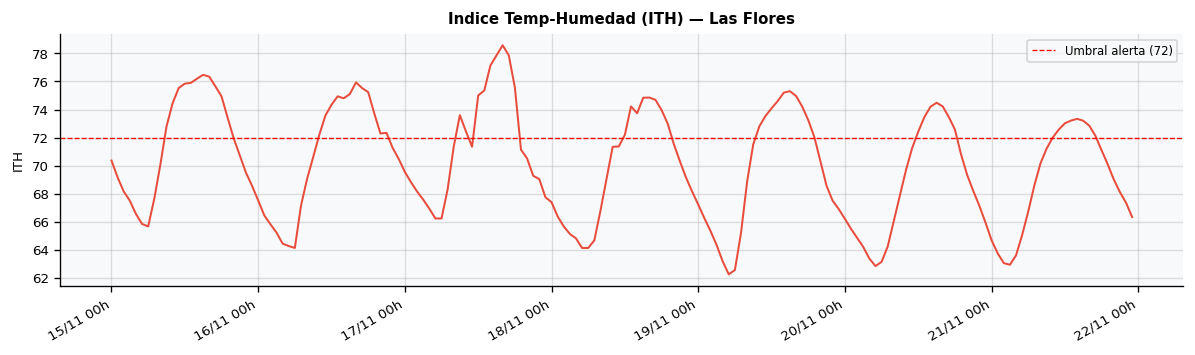 Indice Temp-Humedad (ITH) — Las Flores
Umbral alerta (72)
ITH
78
76
74
72
70
68
66
64
62
15/11 00h
16/11 00h
17/11 00h
18/11 00h
19/11 00h
20/11 00h
21/11 00h
22/11 00h